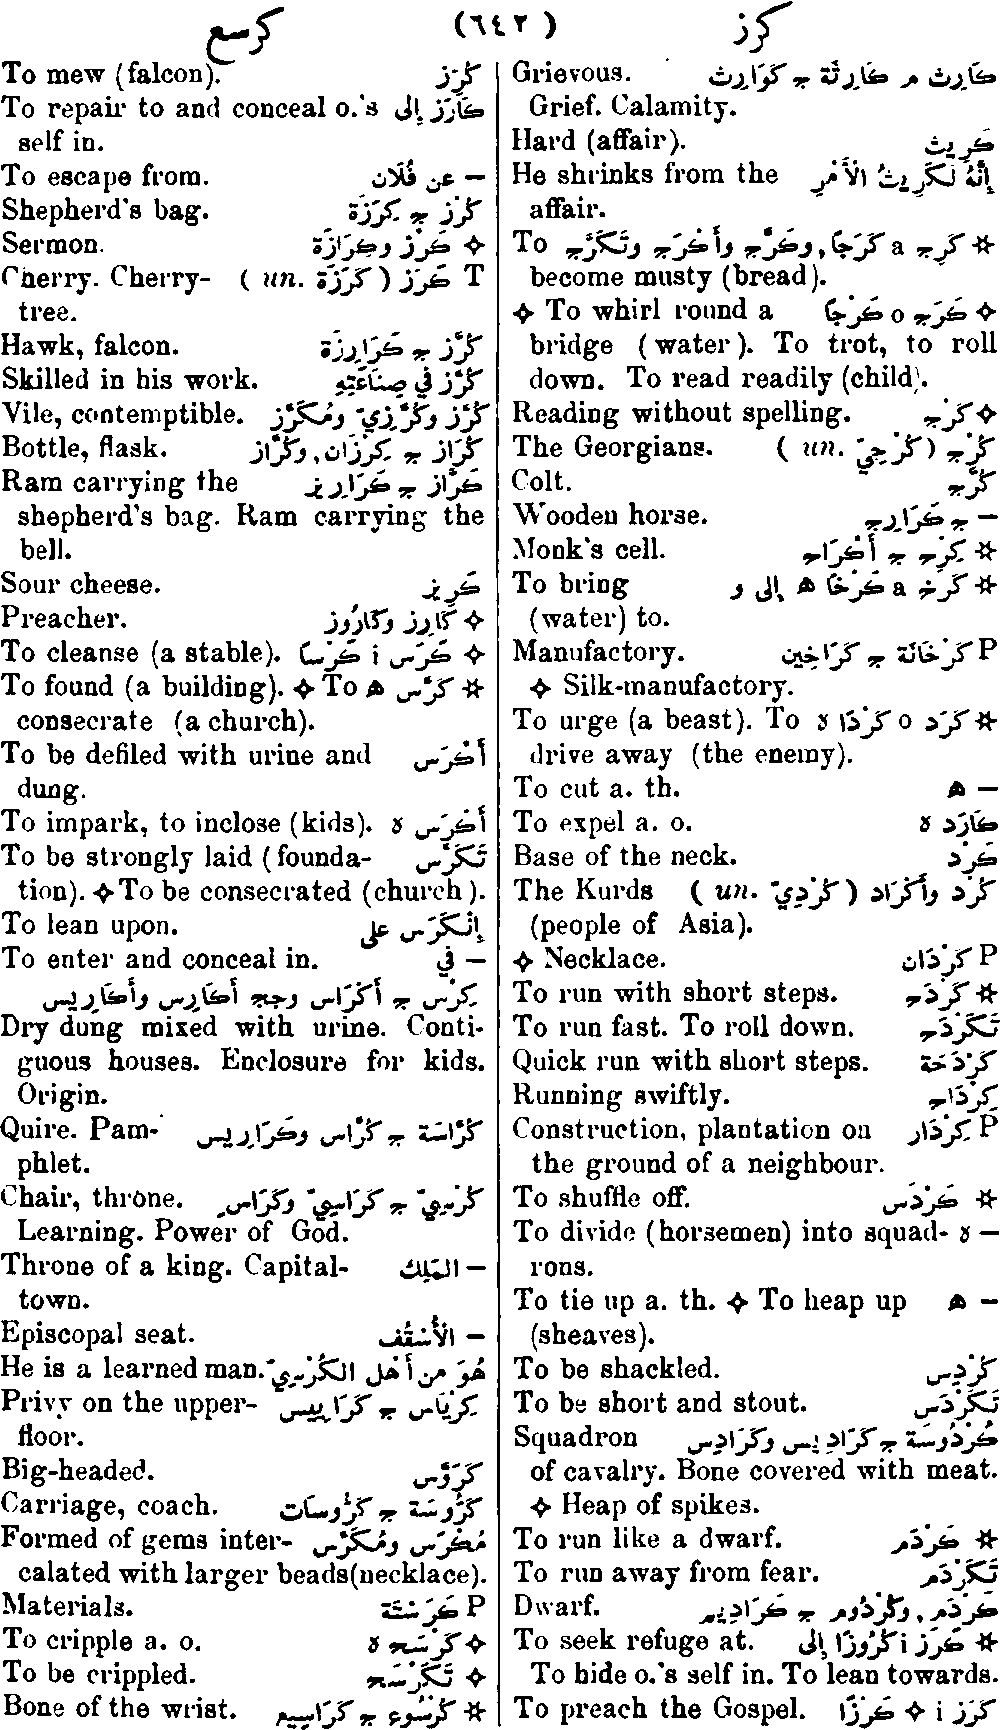 كرسع (٦٤٢) كرز
Grievous. كَارِث م كَارِثَة ج كَوَارِث
Grief. Calamity.
Hard (affair). كَرِيث
He shrinks from the إِنَّهُ لَكَرِيثُ الأَمْرِ
affair.
To كَرِج a كَرَجًا, وكَرَّج وأَكْرَج وتَكَرَّج ✲
become musty (bread).
❖ To whirl round a كَرَج o كَرْجًا ❖
bridge (water). To trot, to roll
down. To read readily (child).
Reading without spelling. كَرْج ❖
The Georgians. كُرْج (un. كُرْجِيّ)
Colt. كُرَّج
Wooden horse. — ج كَرَارِج
Monk's cell. كِرْح ج أَكْرَاح ✲
To bring كَرَخ a كَرْخًا ه إلى و ✲
(water) to.
Manufactory. كَرْخَانَة ج كَرَاخِين P
❖ Silk-manufactory.
To urge (a beast). To كَرَد o كَرْدًا ه ✲
drive away (the enemy).
To cut a. th. — ه
To expel a. o. كَارَد ه
Base of the neck. كَرْد
The Kurds كُرْد وأَكْرَاد (un. كُرْدِيّ)
(people of Asia).
❖ Necklace. كَرْدَان P
To run with short steps. كَرْدَح ✲
To run fast. To roll down. تَكَرْدَح
Quick run with short steps. كَرْدَحَة
Running swiftly. كِرْدَاح
Construction, plantation on كِرْدَار P
the ground of a neighbour.
To shuffle off. كَرْدَس ✲
To divide (horsemen) into squad- — ه
rons.
To tie up a. th. ❖ To heap up — ه
(sheaves).
To be shackled. كُرْدِس
To be short and stout. تَكَرْدَس
Squadron كُرْدُوسَة ج كَرَادِيس وكَرَادِس
of cavalry. Bone covered with meat.
❖ Heap of spikes.
To run like a dwarf. كَرْدَم ✲
To run away from fear. تَكَرْدَم
Dwarf. كَرْدَم, وكُرْدُوم ج كَرَادِيم
To seek refuge at. كَرَز i كُرُوزًا إلى ✲
To hide o.'s self in. To lean towards.
To preach the Gospel. كَرَز i ❖ كَرْزًا
To mew (falcon). كُرِّز
To repair to and conceal o.'s كَارَز إلى
self in.
To escape from. — عن فُلَان
Shepherd's bag. كُرْز ج كِرَزَة
Sermon. كَرْز وكِرَازَة ❖
Cherry. Cherry- كَرَز (un. كَرَزَة) T
tree.
Hawk, falcon. كُرَّز ج كَرَارِزَة
Skilled in his work. كُرَّز في صِنَاعَتِهِ
Vile, contemptible. كُرَّز وكُرَّزِيّ ومُكَرَّز
Bottle, flask. كُرَاز ج كِرْزَان, وكُرَّاز
Ram carrying the كَرَّاز ج كَرَارِيز
shepherd's bag. Ram carrying the
bell.
Sour cheese. كَرِيز
Preacher. كَارِز وكَارُوز ❖
To cleanse (a stable). كَرَس i كَرْسًا ❖
To found (a building). ❖ To كَرَّس ه ✲
consecrate (a church).
To be defiled with urine and أَكْرَس
dung.
To impark, to inclose (kids). أَكْرَس ه
To be strongly laid (founda- تَكَرَّس
tion). ❖ To be consecrated (church).
To lean upon. إِنْكَرَس على
To enter and conceal in. — في
كِرْس ج أَكْرَاس وجج أَكَارِس وأَكَارِيس
Dry dung mixed with urine. Conti-
guous houses. Enclosure for kids.
Origin.
Quire. Pam- كُرَّاسَة ج كُرَّاس وكَرَارِيس
phlet.
Chair, throne. كُرْسِيّ ج كَرَاسِيّ وكَرَاسٍ
Learning. Power of God.
Throne of a king. Capital- — المَلِك
town.
Episcopal seat. — الأُسْقُف
He is a learned man. هُوَ مِن أَهْل الكُرْسِيّ
Privy on the upper- كِرْيَاس ج كَرَايِيس
floor.
Big-headed. كَرَوَّس
Carriage, coach. كَرُّوسَة ج كَرُّوسَات
Formed of gems inter- مُكْرَس ومُكَرَّس
calated with larger beads(necklace).
Materials. كَرَسْتَة P
To cripple a. o. كَرْسَح ه ❖
To be crippled. تَكَرْسَح ❖
Bone of the wrist. كُرْسُوع ج كَرَاسِيع ✲